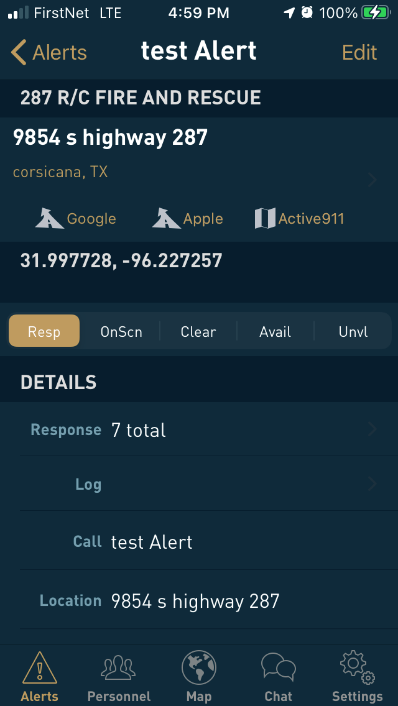 FirstNet LTE 4:59 PM 100%
Alerts test Alert Edit
287 R/C FIRE AND RESCUE
9854 s highway 287
corsicana, TX
Google Apple Active911
31.997728, -96.227257
Resp OnScn Clear Avail Unvl
DETAILS
Response 7 total
Log
Call test Alert
Location 9854 s highway 287
Alerts Personnel Map Chat Settings